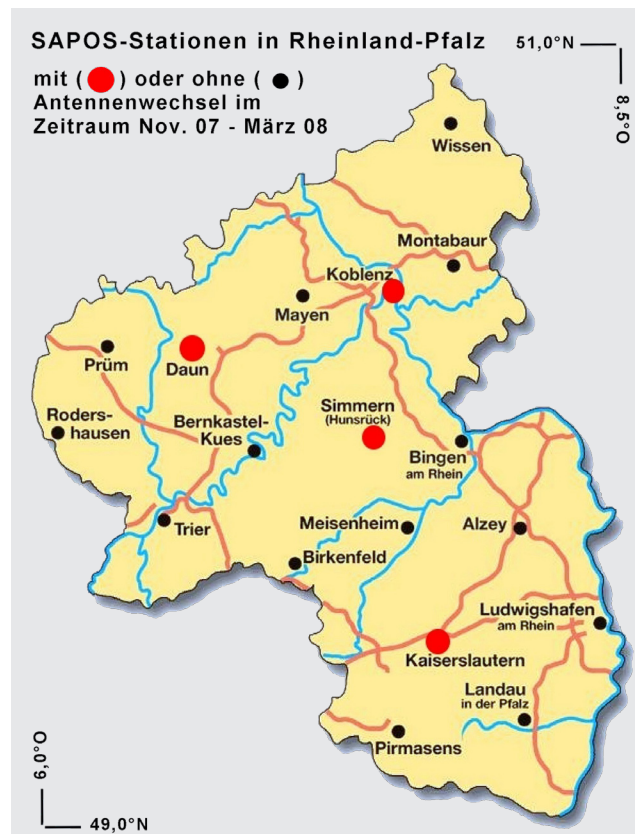 SAPOS-Stationen in Rheinland-Pfalz
51,0°N
mit ( ) oder ohne ( )
Antennenwechsel im
Zeitraum Nov. 07 - März 08
8,5°O
Wissen
Montabaur
Koblenz
Mayen
Prüm
Daun
Simmern
(Hunsrück)
Roders-
hausen
Bernkastel-
Kues
Bingen
am Rhein
Trier
Meisenheim
Alzey
Birkenfeld
Ludwigshafen
am Rhein
Kaiserslautern
Landau
in der Pfalz
Pirmasens
6,0°O
49,0°N